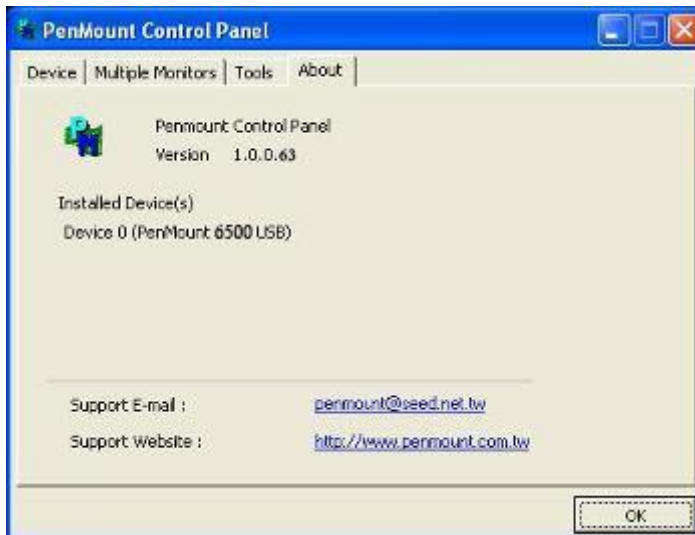 PenMount Control Panel
Device Multiple Monitors Tools About
Penmount Control Panel
Version 1.0.0.63
Installed Device(s)
Device 0 (PenMount 6500 USB)
Support E-mail : penmount@seed.net.tw
Support Website : http://www.penmount.com.tw
OK